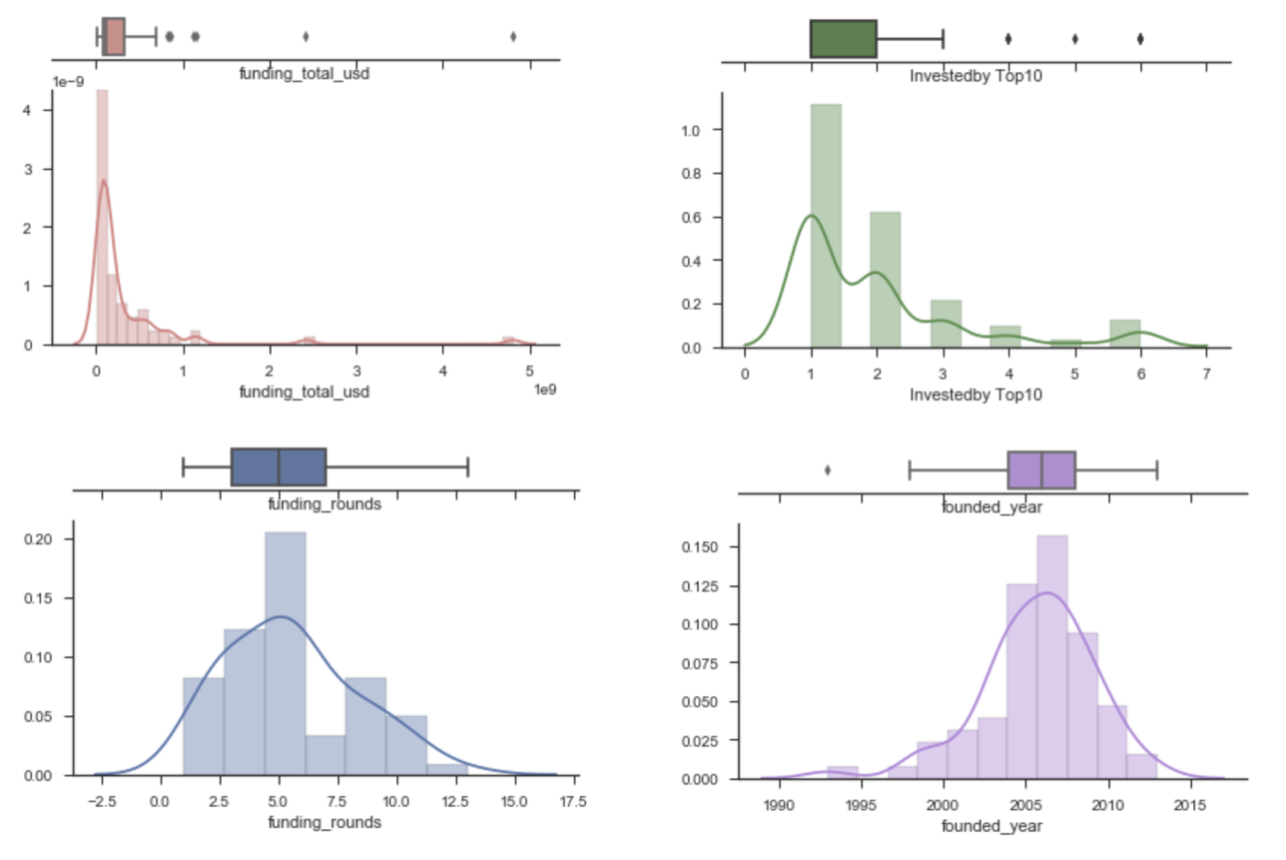 funding_total_usd
1e−9
4
3
2
1
0
0 1 2 3 4 5
funding_total_usd
1e9
Investedby Top10
1.0
0.8
0.6
0.4
0.2
0.0
0 1 2 3 4 5 6 7
Investedby Top10
funding_rounds
0.20
0.15
0.10
0.05
0.00
−2.5 0.0 2.5 5.0 7.5 10.0 12.5 15.0 17.5
funding_rounds
founded_year
0.150
0.125
0.100
0.075
0.050
0.025
0.000
1990 1995 2000 2005 2010 2015
founded_year